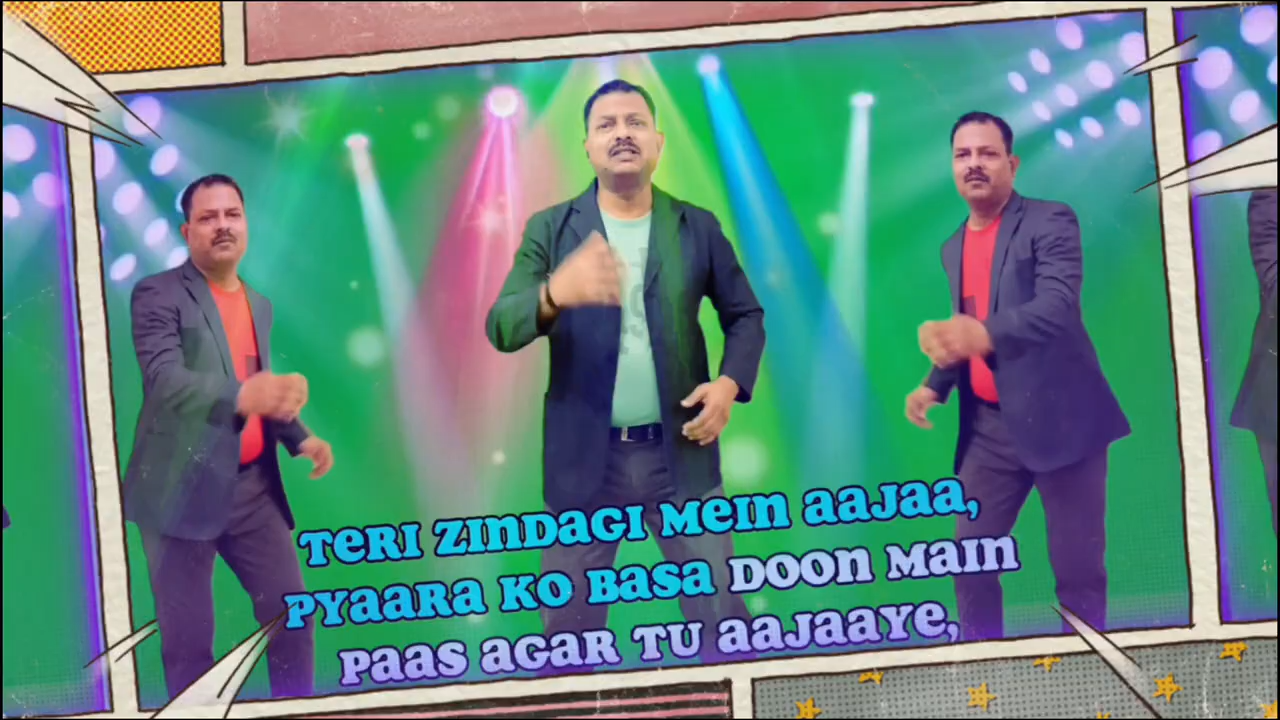 TERI ZINDAGI MEIN AAJAA,
PYAARA KO BASA DOON MAIN
PAAS AGAR TU AAJAAYE,